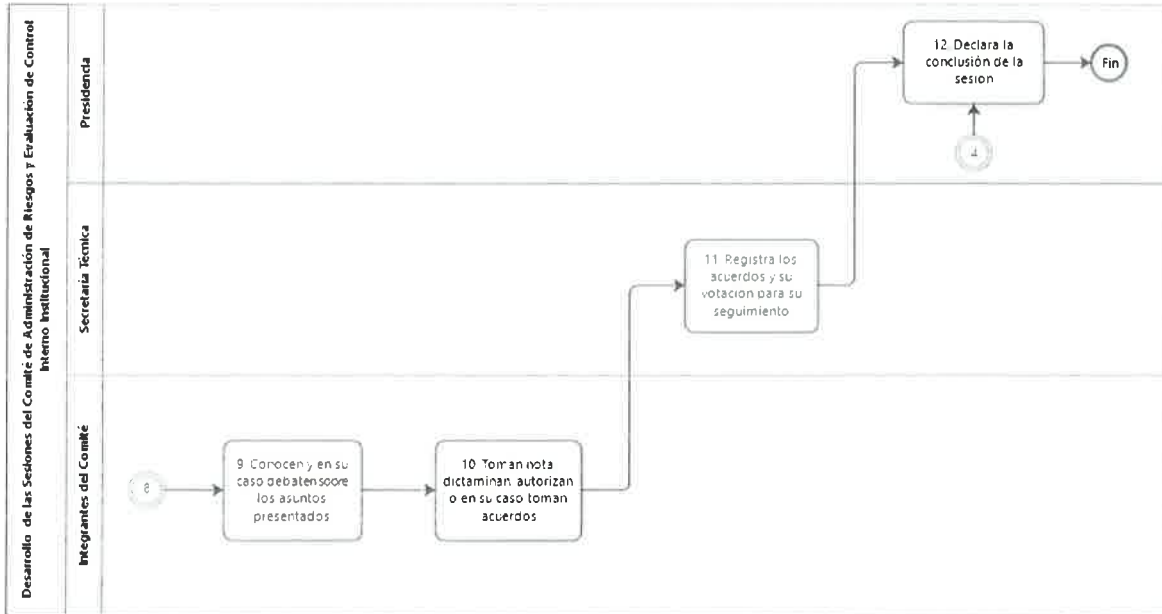 Desarrollo de las Sesiones del Comité de Administración de Riesgos y Evaluación de Control
Interno Institucional
Presidencia
12. Declara la
conclusión de la
sesión
Fin
4
Secretaría Técnica
11. Registra los
acuerdos y su
votación para su
seguimiento
Integrantes del Comité
8
9. Conocen y en su
caso debaten sobre
los asuntos
presentados
10. Toman nota
dictaminan, autorizan
o en su caso toman
acuerdos